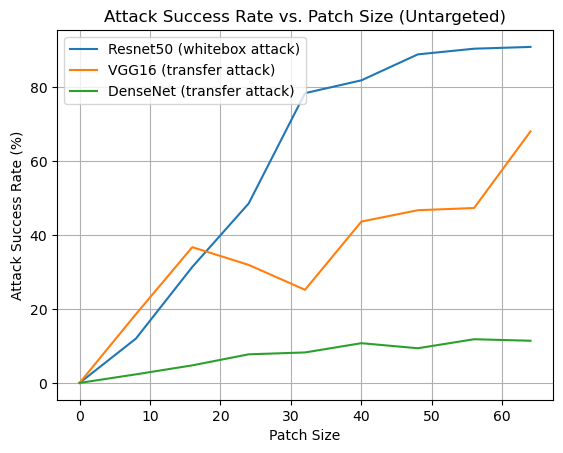 Attack Success Rate vs. Patch Size (Untargeted)
Resnet50 (whitebox attack)
VGG16 (transfer attack)
DenseNet (transfer attack)
Attack Success Rate (%)
80
60
40
20
0
0 10 20 30 40 50 60
Patch Size